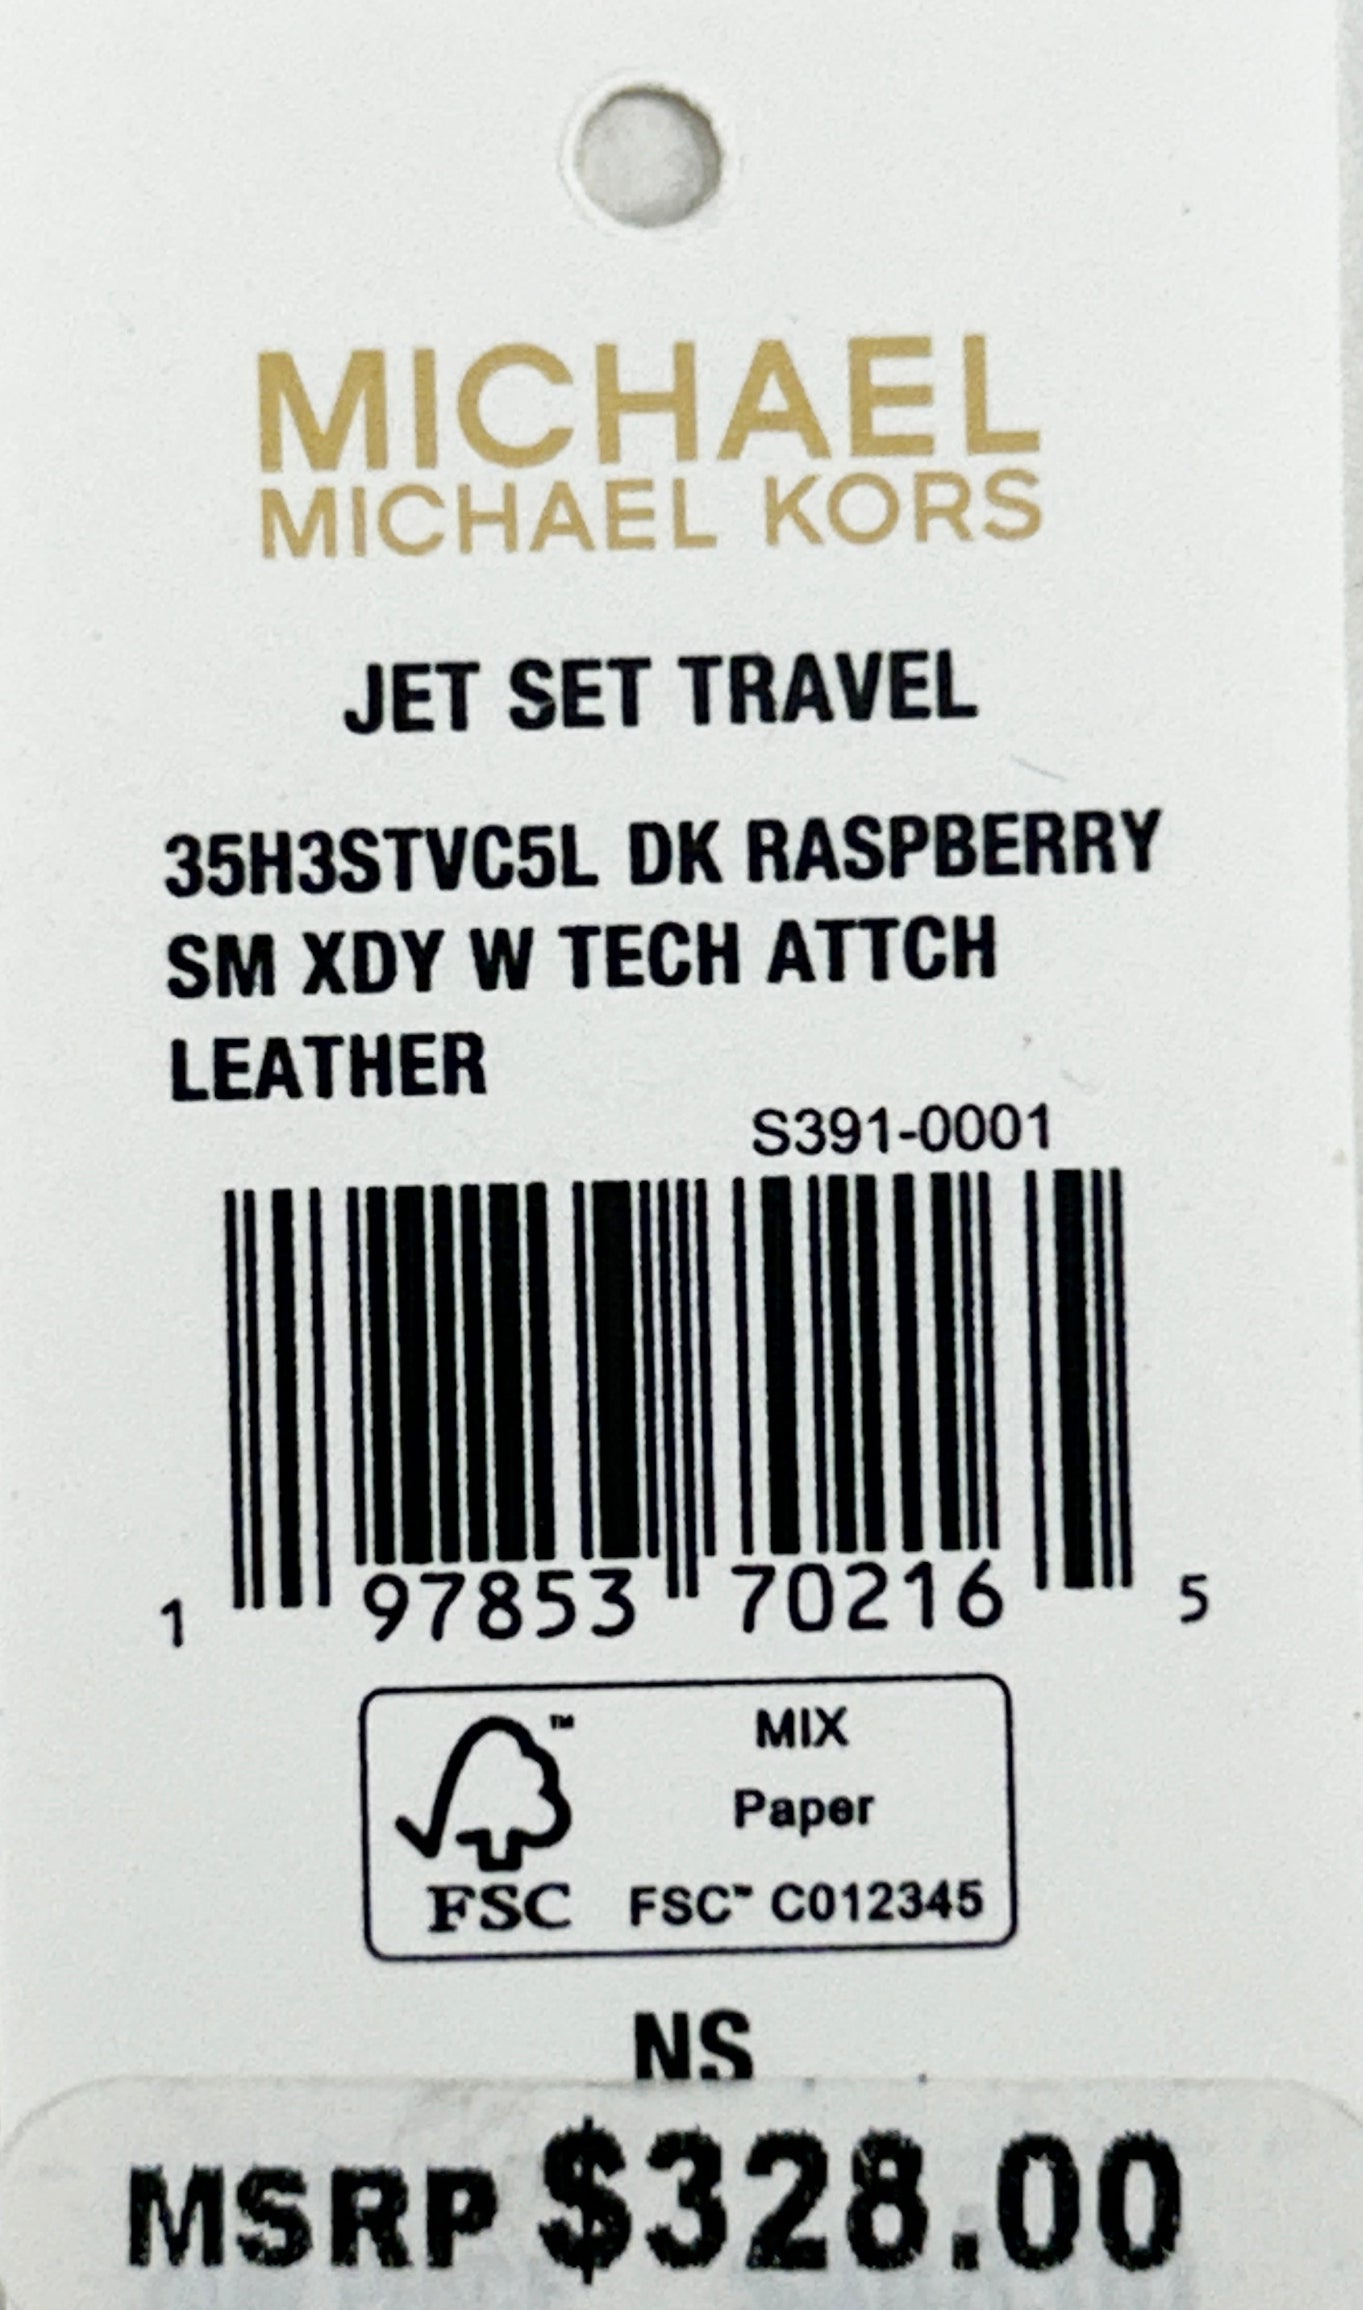 MICHAEL
MICHAEL KORS
JET SET TRAVEL
35H3STVC5L DK RASPBERRY
SM XDY W TECH ATTCH
LEATHER
S391-0001
1 97853 70216 5
™ MIX
Paper
FSC FSC™ C012345
NS
MSRP $328.00